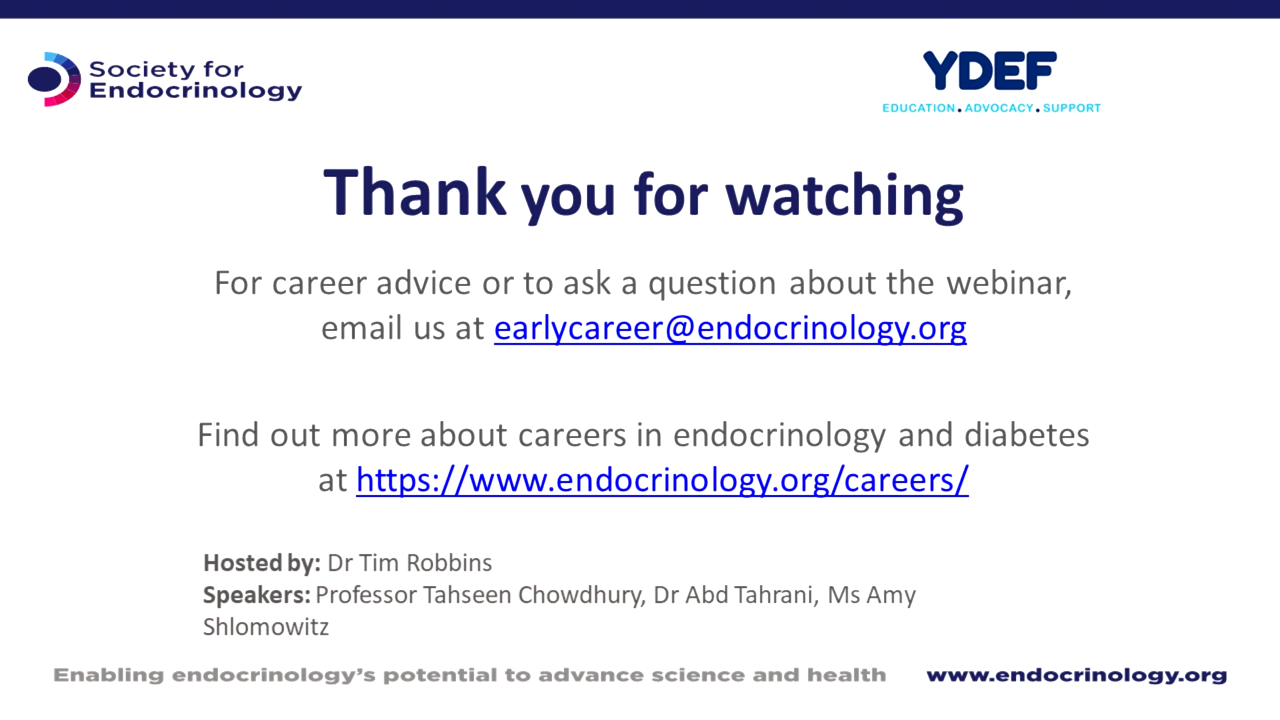 Society for
Endocrinology
YDEF
EDUCATION.ADVOCACY.SUPPORT
Thank you for watching
For career advice or to ask a question about the webinar,
email us at earlycareer@endocrinology.org
Find out more about careers in endocrinology and diabetes
at https://www.endocrinology.org/careers/
Hosted by: Dr Tim Robbins
Speakers: Professor Tahseen Chowdhury, Dr Abd Tahrani, Ms Amy
Shlomowitz
Enabling endocrinology’s potential to advance science and health
www.endocrinology.org